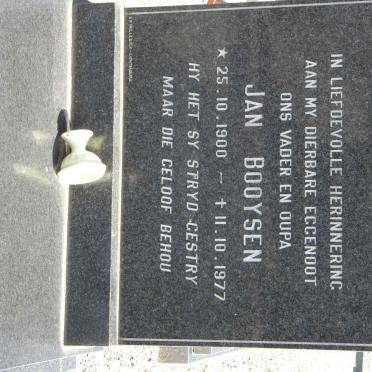 IN LIEFDEVOLLE HERINNERING
AAN MY DIERBARE EGGENOOT
ONS VADER EN OUPA
JAN BOOYSEN
★ 25.10.1900 — + 11.10.1977
HY HET SY STRYD GESTRY
MAAR DIE GELOOF BEHOU